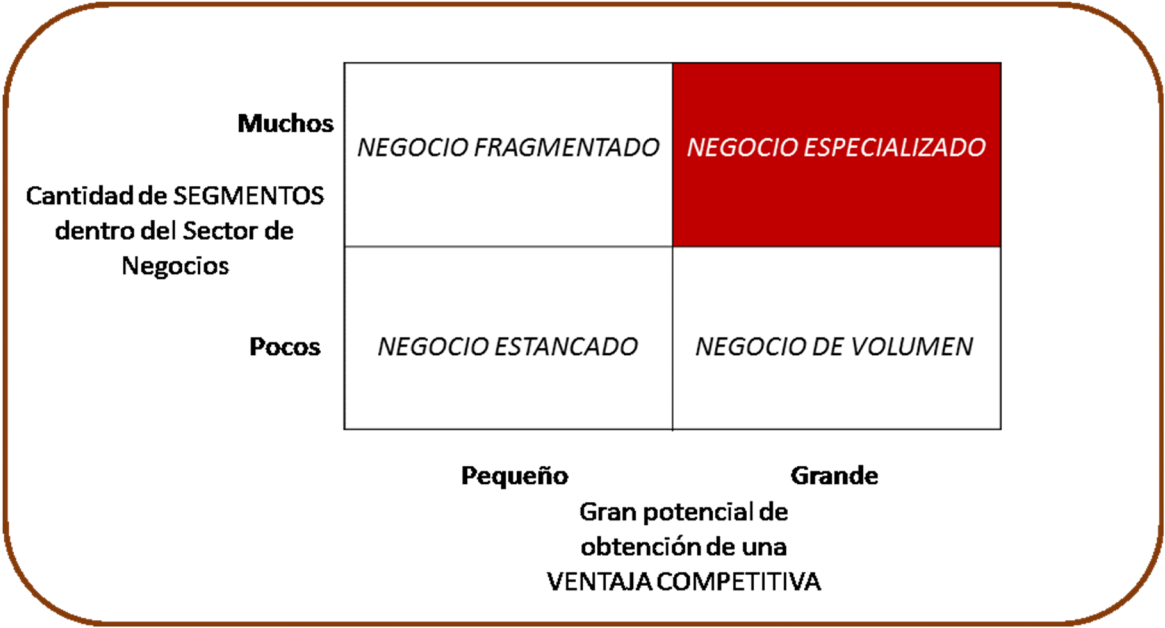 Muchos
NEGOCIO FRAGMENTADO
NEGOCIO ESPECIALIZADO
Cantidad de SEGMENTOS
dentro del Sector de
Negocios
Pocos
NEGOCIO ESTANCADO
NEGOCIO DE VOLUMEN
Pequeño
Grande
Gran potencial de
obtención de una
VENTAJA COMPETITIVA